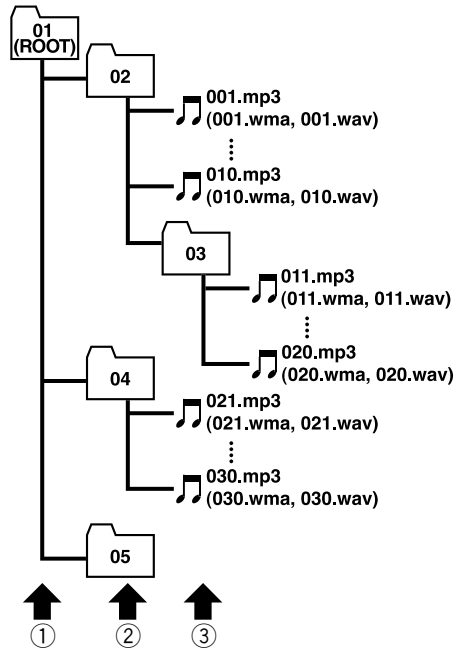 01
(ROOT)
02
001.mp3
(001.wma, 001.wav)
010.mp3
(010.wma, 010.wav)
03
011.mp3
(011.wma, 011.wav)
020.mp3
(020.wma, 020.wav)
04
021.mp3
(021.wma, 021.wav)
030.mp3
(030.wma, 030.wav)
05
① ② ③